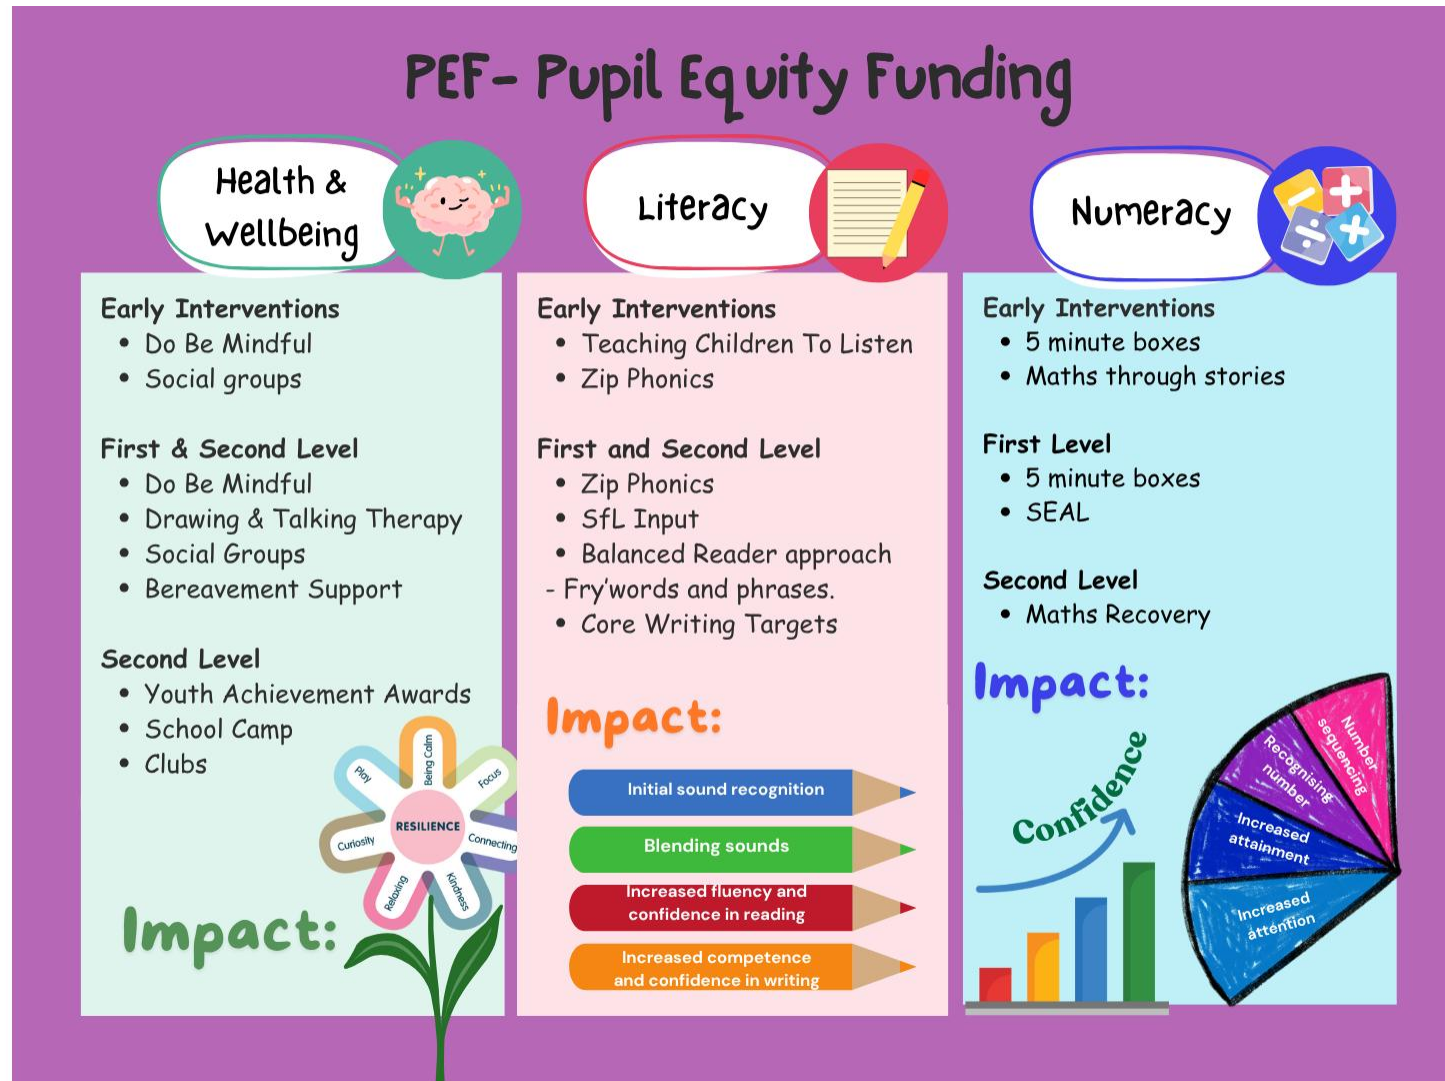 PEF- Pupil Equity Funding
Health &
Wellbeing
Early Interventions
• Do Be Mindful
• Social groups
First & Second Level
• Do Be Mindful
• Drawing & Talking Therapy
• Social Groups
• Bereavement Support
Second Level
• Youth Achievement Awards
• School Camp
• Clubs
Impact:
RESILIENCE
Being Calm
Focus
Connecting
Kindness
Relaxing
Curiosity
Play
Literacy
Early Interventions
• Teaching Children To Listen
• Zip Phonics
First and Second Level
• Zip Phonics
• SfL Input
• Balanced Reader approach
- Fry'words and phrases.
• Core Writing Targets
Impact:
Initial sound recognition
Blending sounds
Increased fluency and
confidence in reading
Increased competence
and confidence in writing
Numeracy
Early Interventions
• 5 minute boxes
• Maths through stories
First Level
• 5 minute boxes
• SEAL
Second Level
• Maths Recovery
Impact:
Confidence
Number
sequencing
Recognising
number
Increased
attainment
Increased
attention